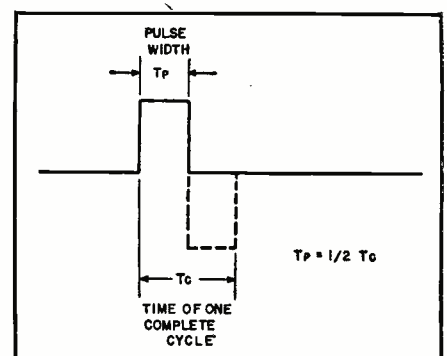 PULSE
WIDTH
TP
TP = 1/2 TC
TC
TIME OF ONE
COMPLETE
CYCLE